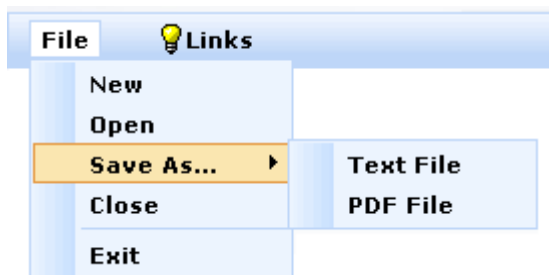 File Links
New
Open
Save As... Text File
Close PDF File
Exit